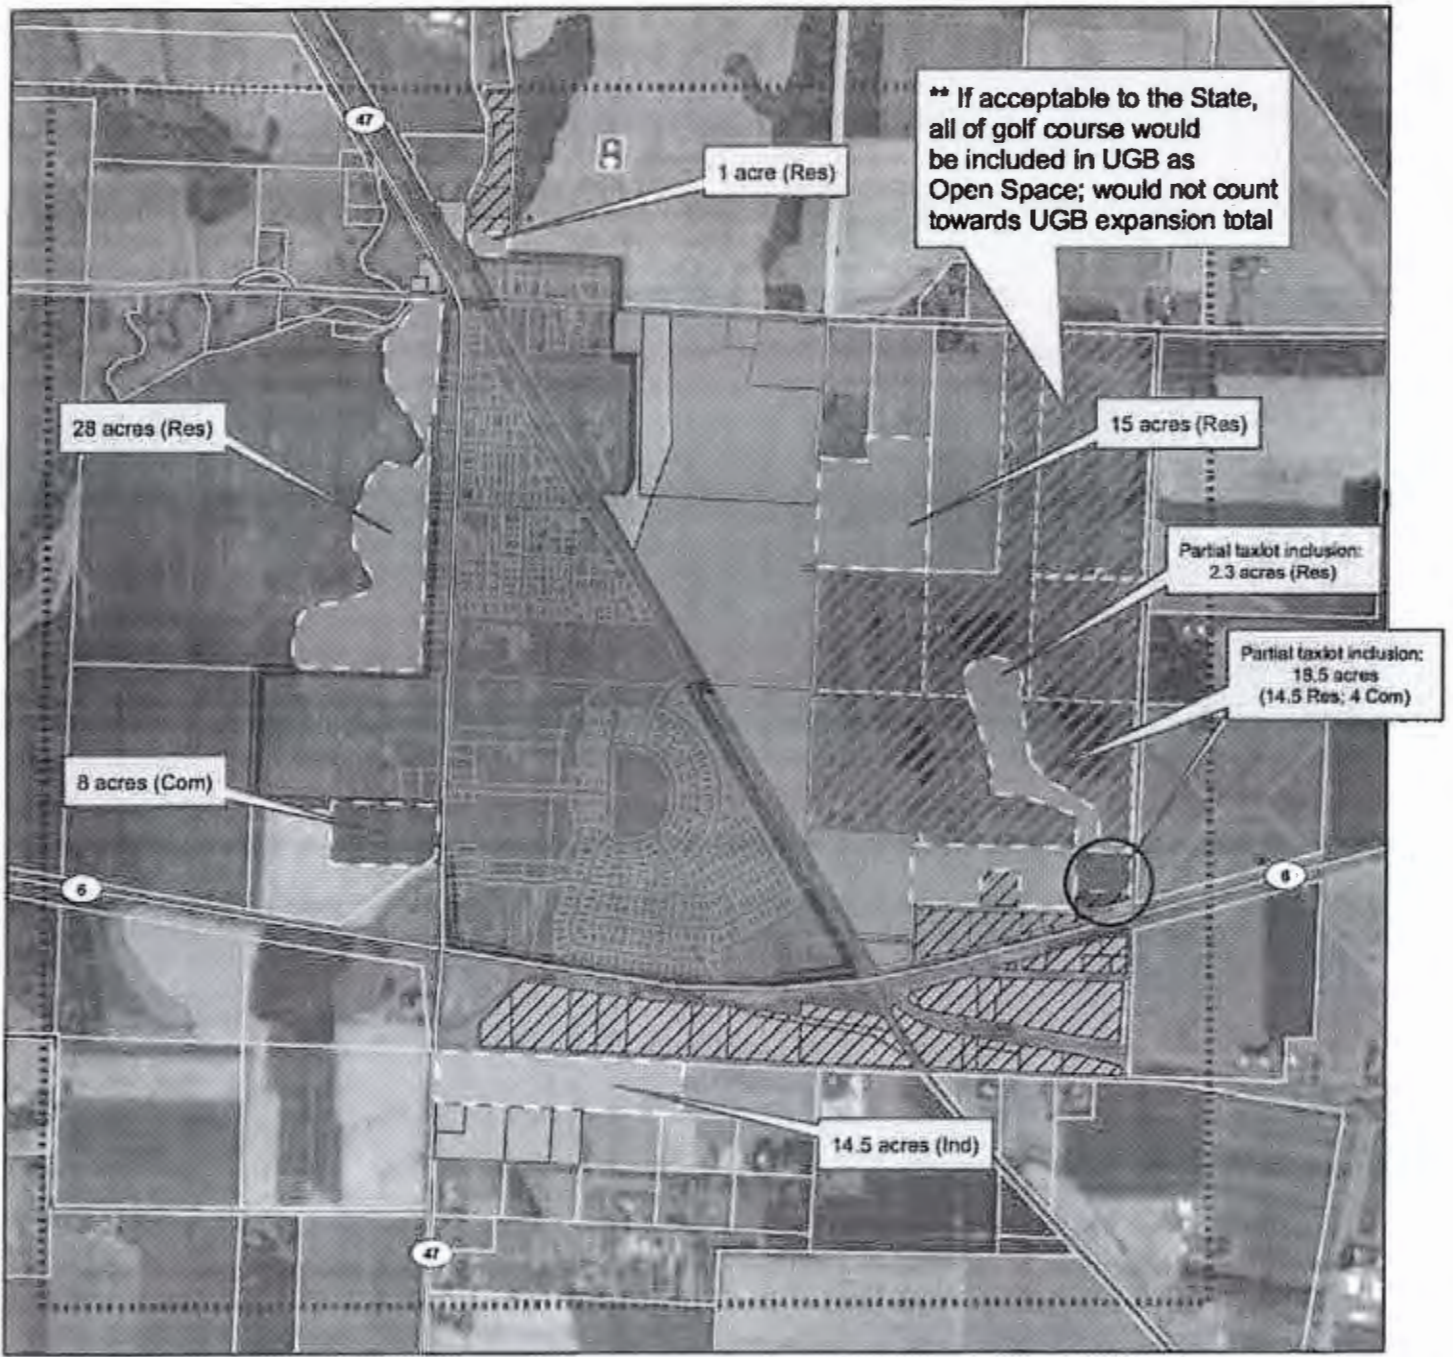 ** If acceptable to the State,
all of golf course would
be included in UGB as
Open Space; would not count
towards UGB expansion total
47
1 acre (Res)
28 acres (Res)
15 acres (Res)
Partial taxlot inclusion:
2.3 acres (Res)
Partial taxlot inclusion:
18.5 acres
(14.5 Res; 4 Com)
8 acres (Com)
6
6
14.5 acres (Ind)
47